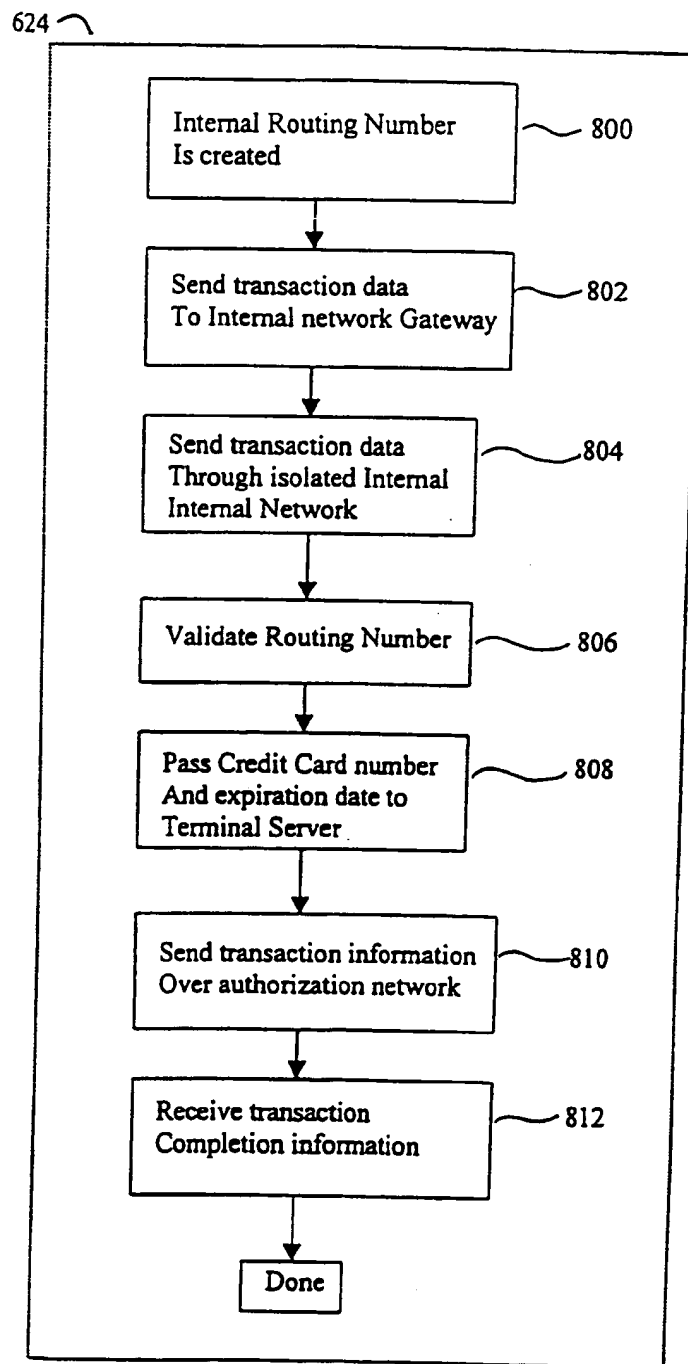 624
Internal Routing Number
Is created
800
Send transaction data
To Internal network Gateway
802
Send transaction data
Through isolated Internal
Internal Network
804
Validate Routing Number
806
Pass Credit Card number
And expiration date to
Terminal Server
808
Send transaction information
Over authorization network
810
Receive transaction
Completion information
812
Done